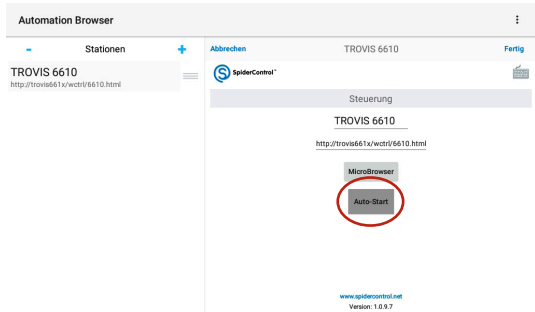 Automation Browser
- Stationen +
TROVIS 6610
http://trovis661x/wctrl/6610.html
Abbrechen TROVIS 6610 Fertig
SpiderControl™
Steuerung
TROVIS 6610
http://trovis661x/wctrl/6610.html
MicroBrowser
Auto-Start
www.spidercontrol.net
Version: 1.0.9.7